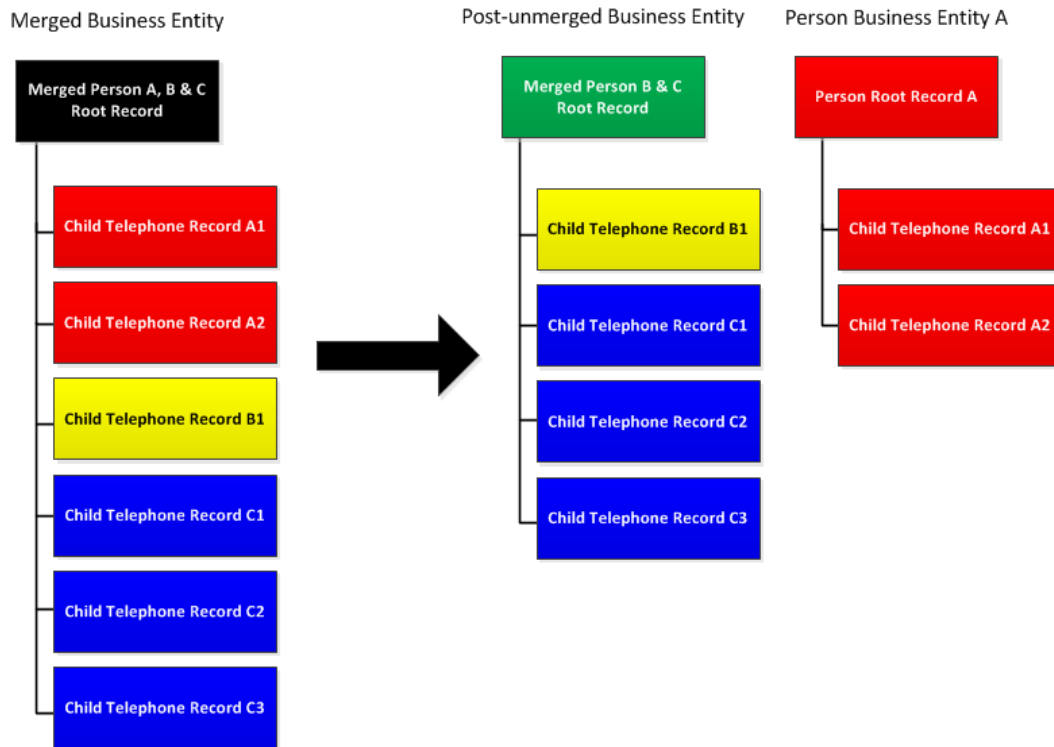 Merged Business Entity
Merged Person A, B & C
Root Record
Child Telephone Record A1
Child Telephone Record A2
Child Telephone Record B1
Child Telephone Record C1
Child Telephone Record C2
Child Telephone Record C3
Post-unmerged Business Entity
Merged Person B & C
Root Record
Child Telephone Record B1
Child Telephone Record C1
Child Telephone Record C2
Child Telephone Record C3
Person Business Entity A
Person Root Record A
Child Telephone Record A1
Child Telephone Record A2